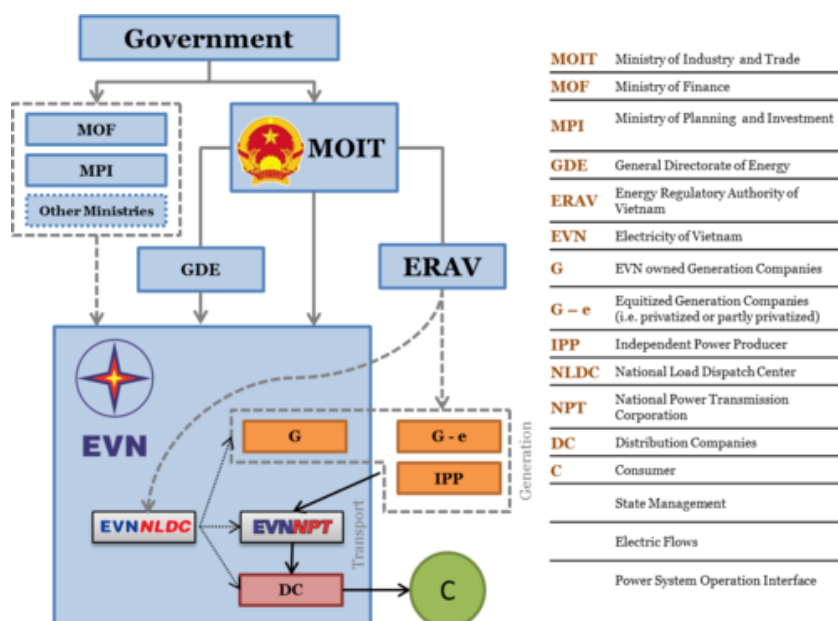 Government
MOF
MPI
Other Ministries
MOIT
GDE
ERAV
EVN
G
G - e
IPP
Generation
EVNNLDC
EVNNPT
Transport
DC
C
MOIT Ministry of Industry and Trade
MOF Ministry of Finance
MPI Ministry of Planning and Investment
GDE General Directorate of Energy
ERAV Energy Regulatory Authority of
Vietnam
EVN Electricity of Vietnam
G EVN owned Generation Companies
G – e Equitized Generation Companies
(i.e. privatized or partly privatized)
IPP Independent Power Producer
NLDC National Load Dispatch Center
NPT National Power Transmission
Corporation
DC Distribution Companies
C Consumer
State Management
Electric Flows
Power System Operation Interface